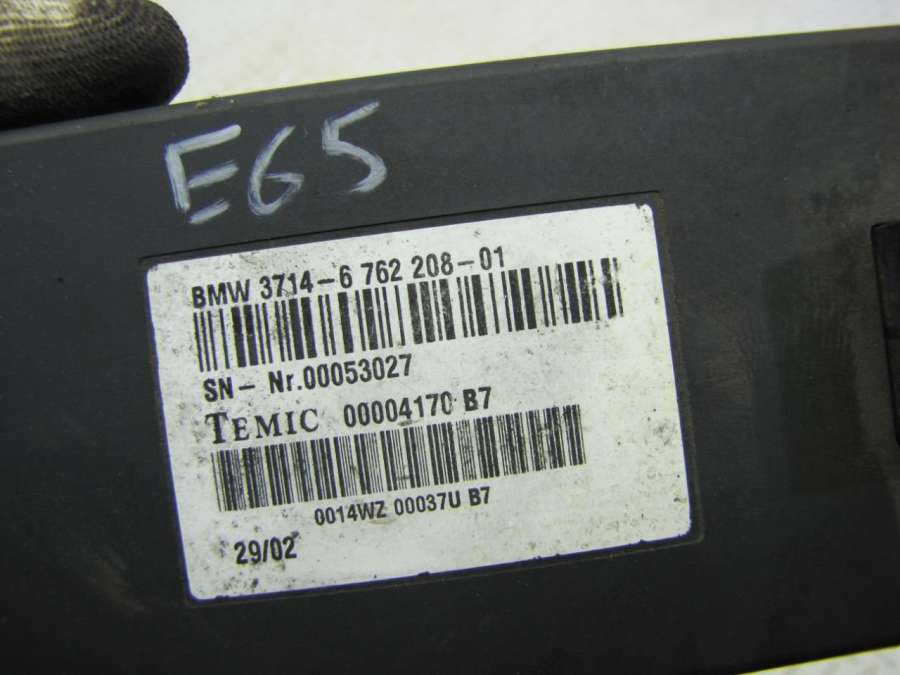 E65
BMW 3714-6 762 208-01
SN- Nr.00053027
TEMIC 00004170 B7
0014WZ 00037U B7
29/02